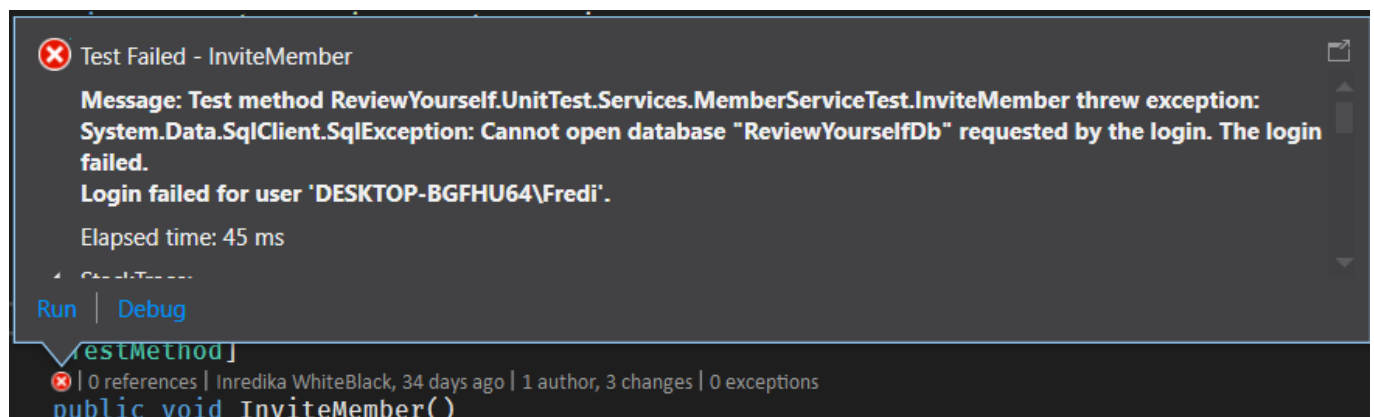 Test Failed - InviteMember
Message: Test method ReviewYourself.UnitTest.Services.MemberServiceTest.InviteMember threw exception:
System.Data.SqlClient.SqlException: Cannot open database "ReviewYourselfDb" requested by the login. The login
failed.
Login failed for user 'DESKTOP-BGFHU64\Fredi'.
Elapsed time: 45 ms
StackTrace:
Run | Debug
TestMethod]
| 0 references | Inredika WhiteBlack, 34 days ago | 1 author, 3 changes | 0 exceptions
public void InviteMember()